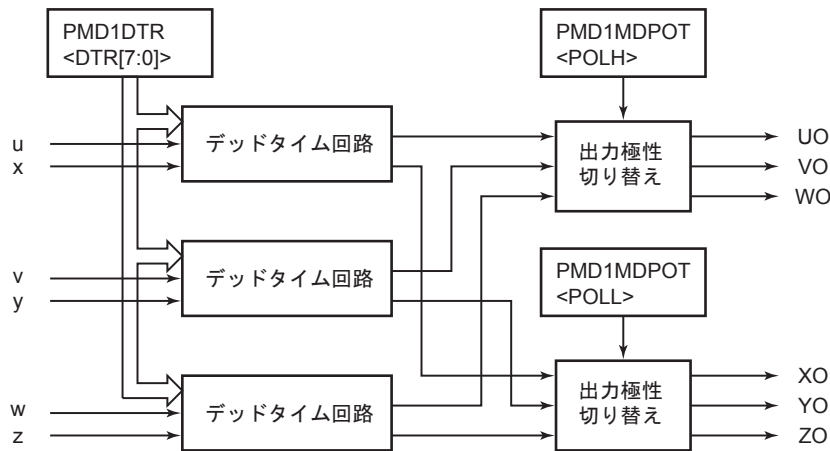 PMD1DTR
<DTR[7:0]>
PMD1MDPOT
<POLH>
u
x
デッドタイム回路
出力極性
切り替え
UO
VO
WO
v
y
デッドタイム回路
PMD1MDPOT
<POLL>
w
z
デッドタイム回路
出力極性
切り替え
XO
YO
ZO